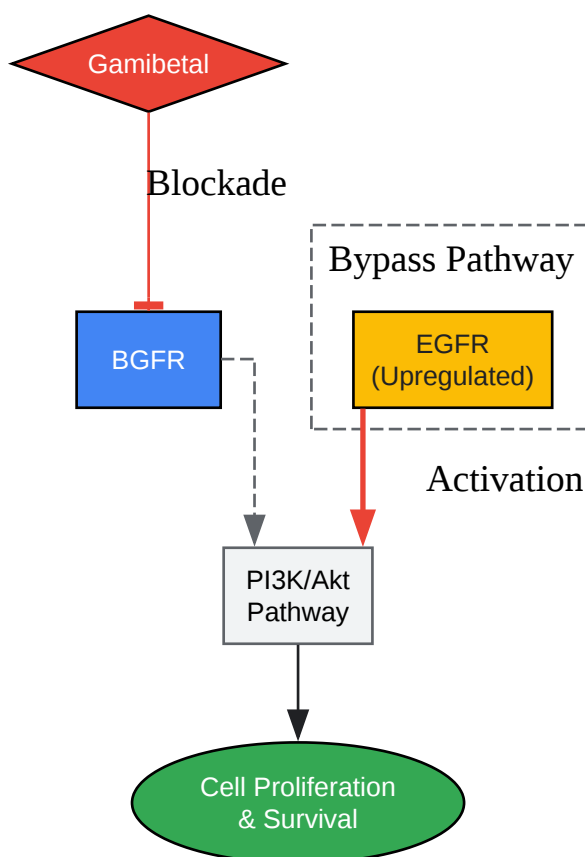 Gamibetal
Blockade
Bypass Pathway
BGFR
EGFR
(Upregulated)
Activation
PI3K/Akt
Pathway
Cell Proliferation
& Survival